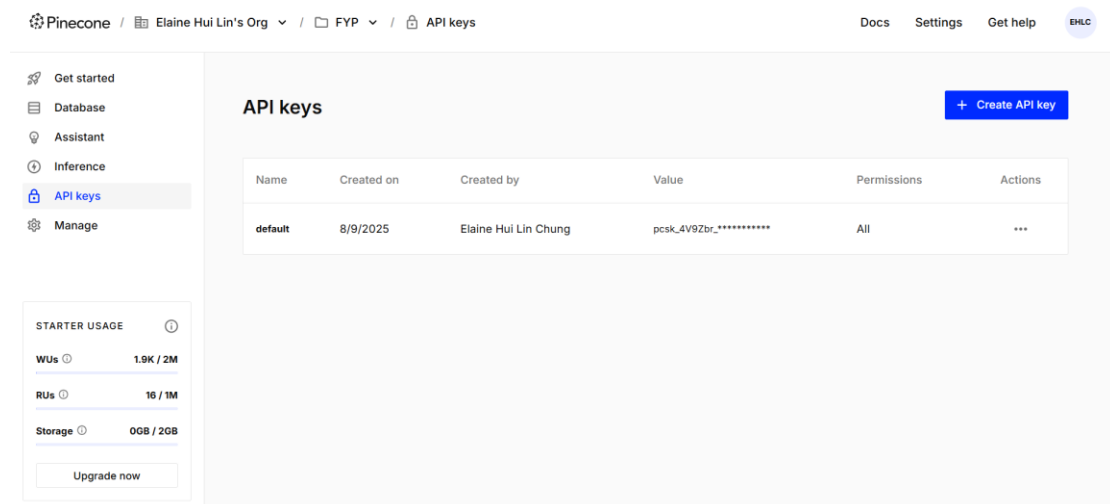 Pinecone / Elaine Hui Lin's Org / FYP / API keys
Docs Settings Get help EHLC
Get started
Database
Assistant
Inference
API keys
Manage
STARTER USAGE
WUs 1.9K / 2M
RUs 16 / 1M
Storage 0GB / 2GB
Upgrade now
API keys
+ Create API key
Name Created on Created by Value Permissions Actions
default 8/9/2025 Elaine Hui Lin Chung pcsk_4V9Zbr_*********** All ...